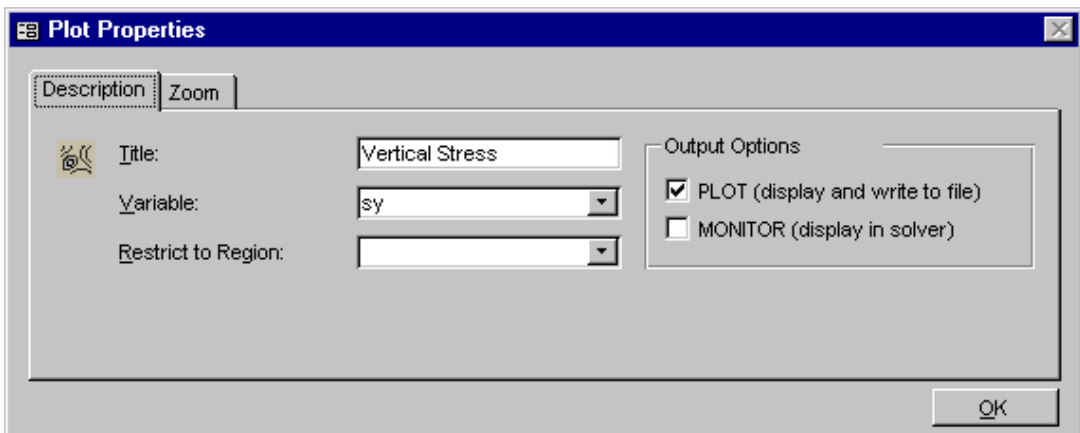 Plot Properties
Description
Zoom
Title:
Vertical Stress
Variable:
sy
Restrict to Region:
Output Options
PLOT (display and write to file)
MONITOR (display in solver)
OK